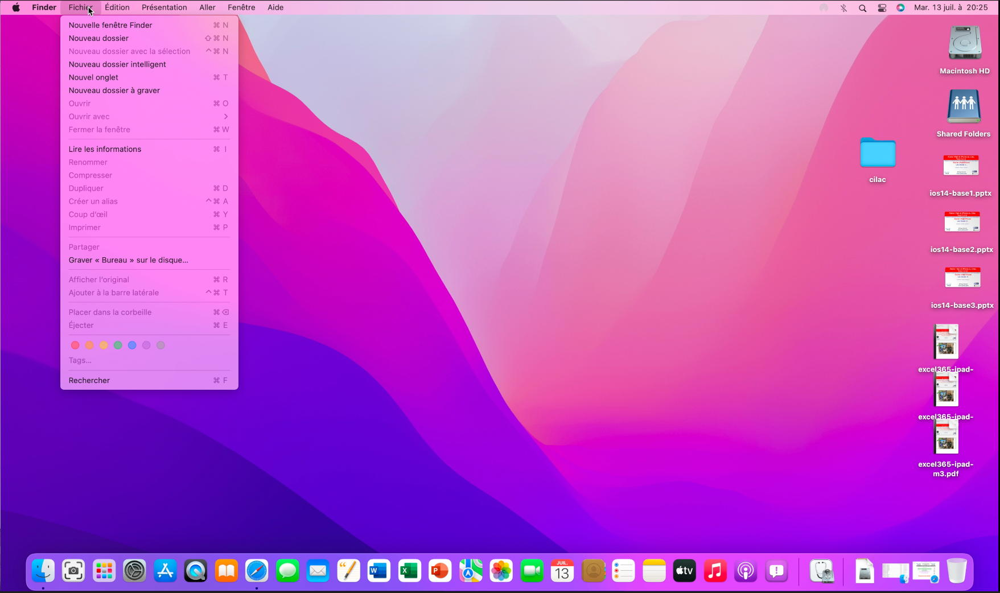 Finder Fichier Édition Présentation Aller Fenêtre Aide Mar. 13 juil. à 20:25
Nouvelle fenêtre Finder ⌘ N
Nouveau dossier ⇧⌘ N
Nouveau dossier avec la sélection ^⌘ N
Nouveau dossier intelligent
Nouvel onglet ⌘ T
Nouveau dossier à graver
Ouvrir ⌘ O
Ouvrir avec >
Fermer la fenêtre ⌘ W
Lire les informations ⌘ I
Renommer
Compresser
Dupliquer ⌘ D
Créer un alias ^⌘ A
Coup d’œil ⌘ Y
Imprimer ⌘ P
Partager
Graver « Bureau » sur le disque...
Afficher l’original ⌘ R
Ajouter à la barre latérale ^⌘ T
Placer dans la corbeille ⌘ ⌫
Éjecter ⌘ E
Tags...
Rechercher ⌘ F
Macintosh HD
Shared Folders
cilac
ios14-base1.pptx
ios14-base2.pptx
ios14-base3.pptx
excel365-ipad-
excel365-ipad-
excel365-ipad-
m3.pdf
W
X
P
JUIL.
13
tv